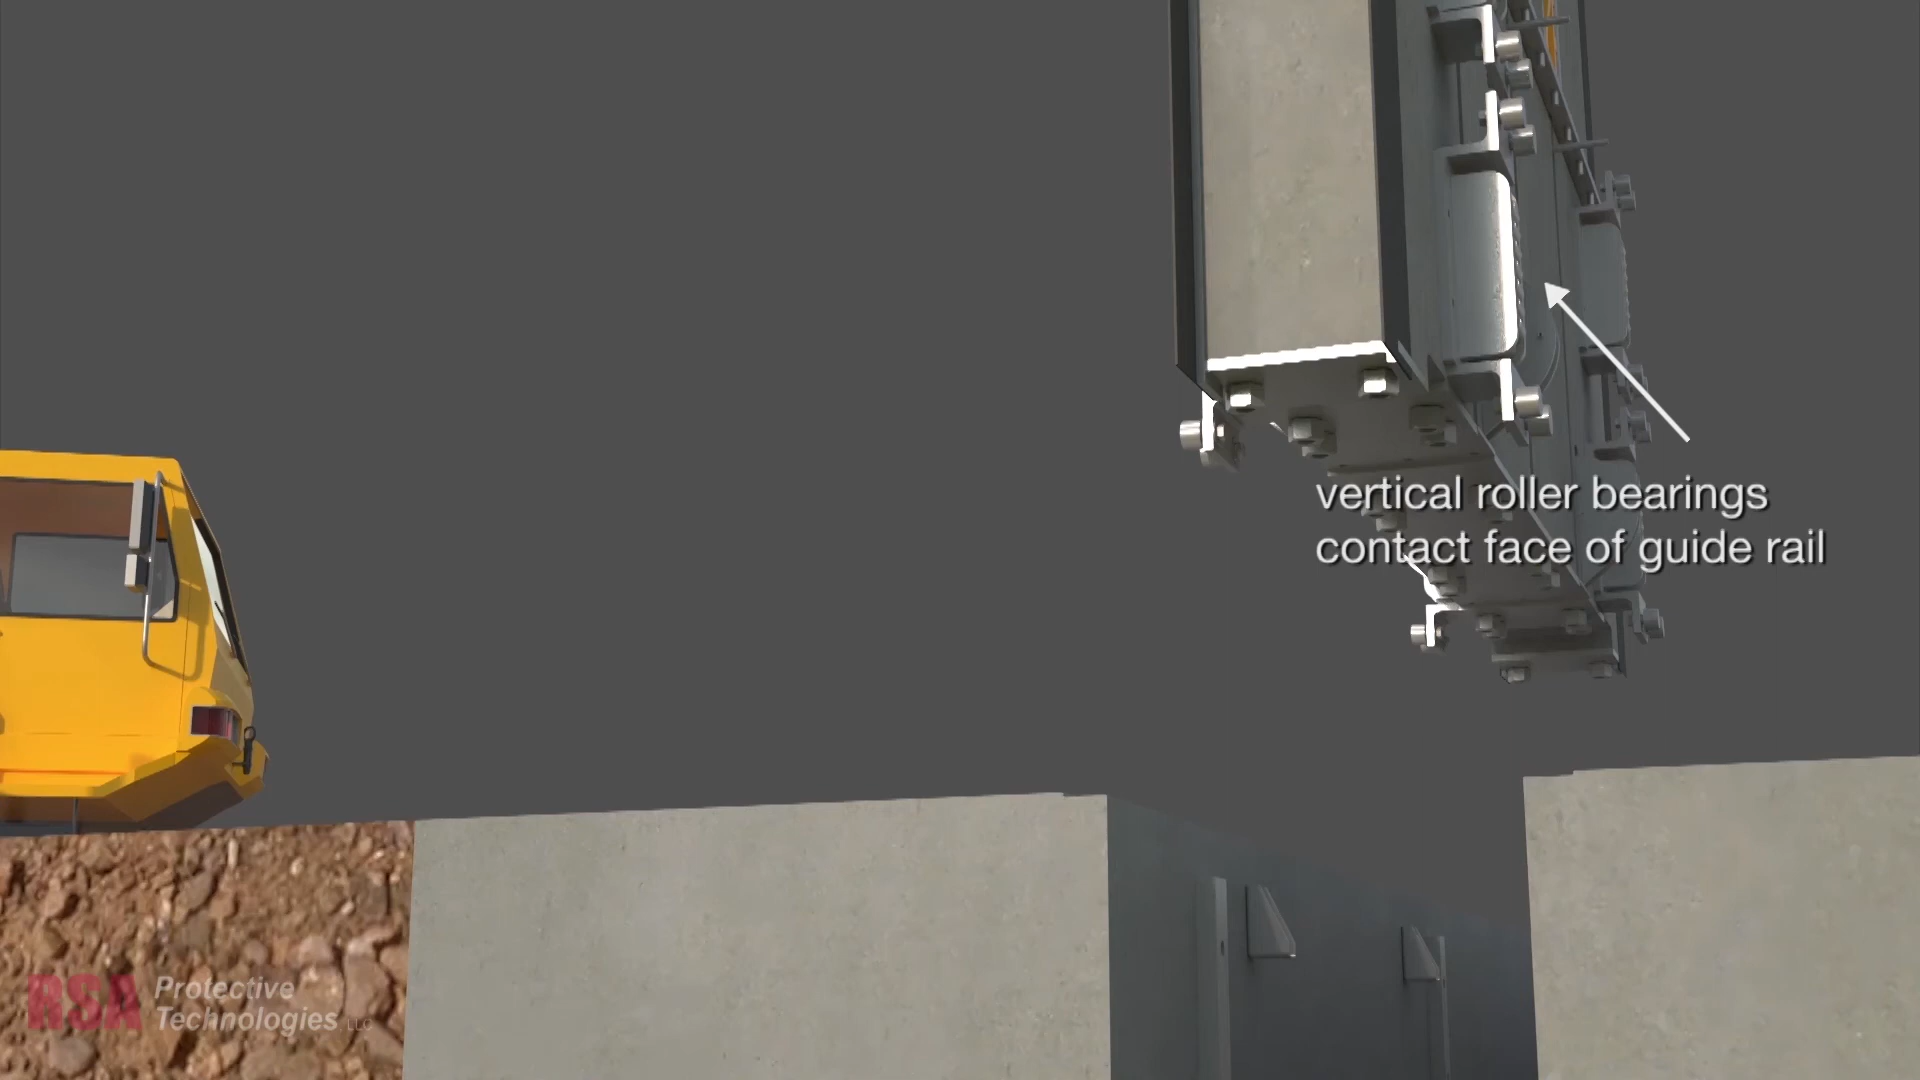 vertical roller bearings
contact face of guide rail
RSA Protective
Technologies, LLC